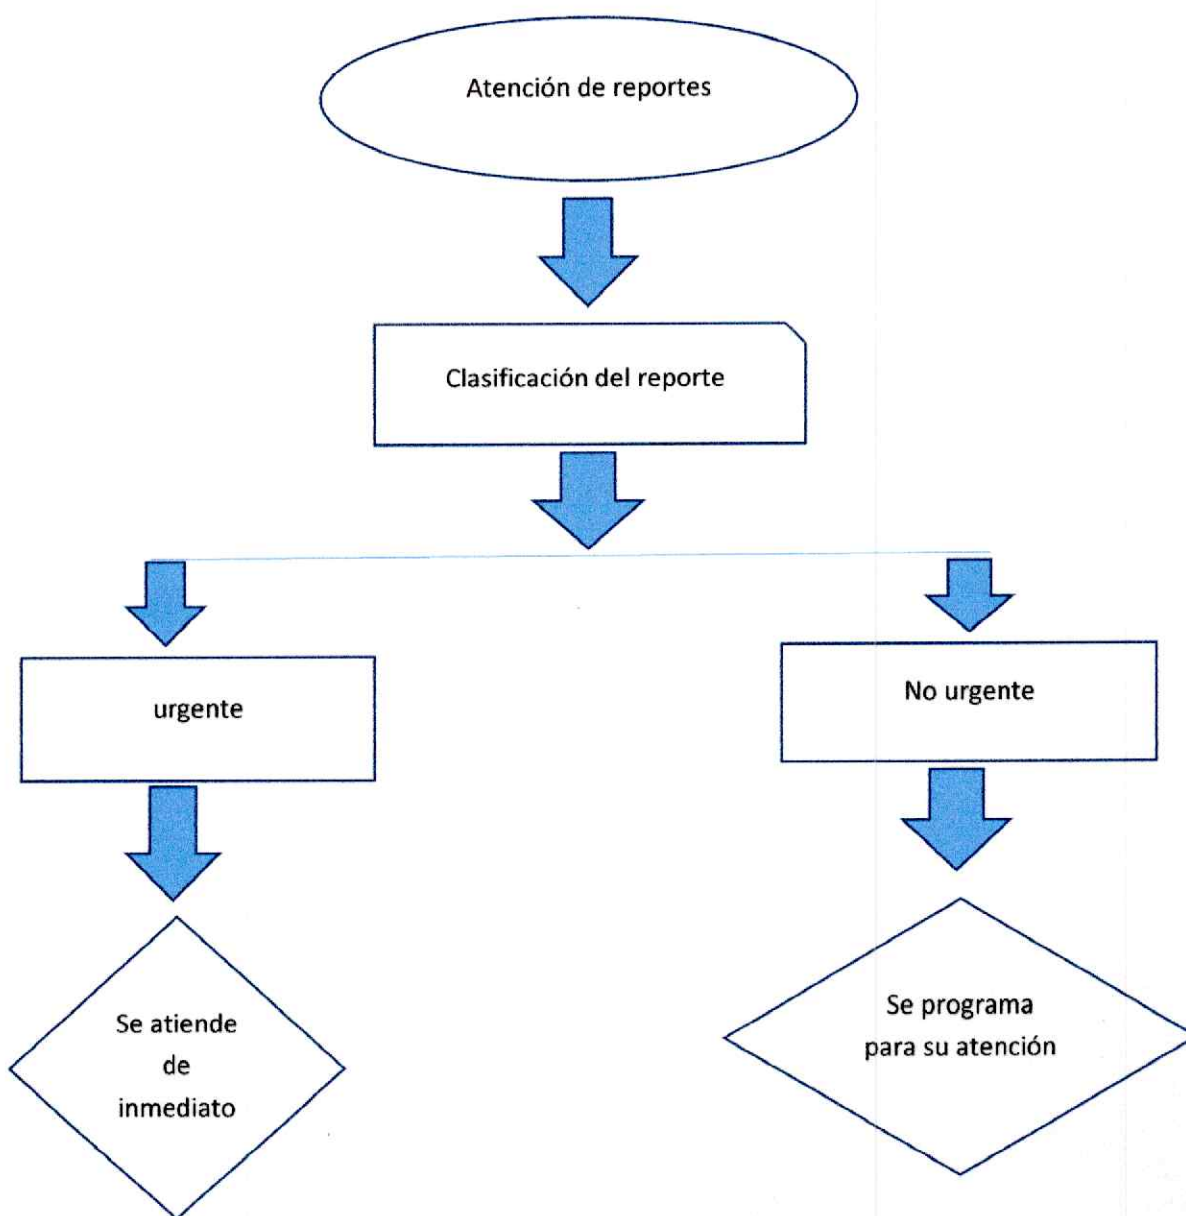 Atención de reportes
Clasificación del reporte
urgente
No urgente
Se atiende
de
inmediato
Se programa
para su atención